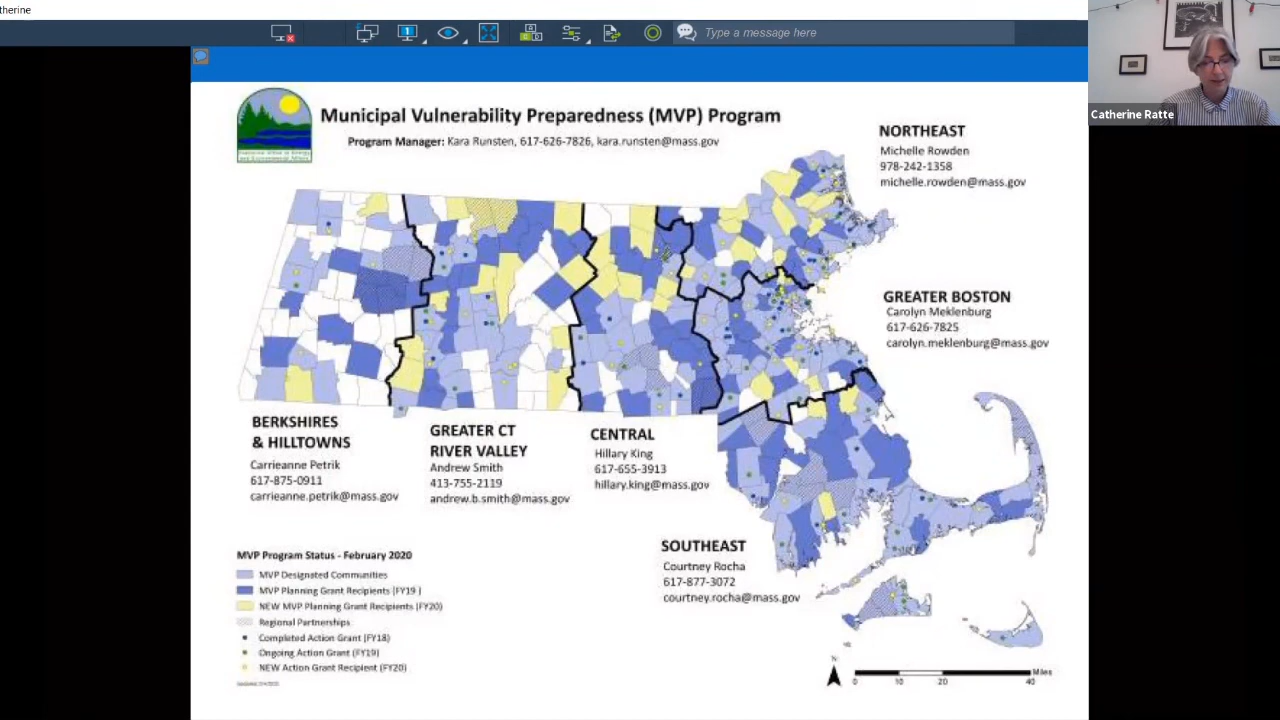 therine
Type a message here
Catherine Ratte
Municipal Vulnerability Preparedness (MVP) Program
Program Manager: Kara Runsten, 617-626-7826, kara.runsten@mass.gov
NORTHEAST
Michelle Rowden
978-242-1358
michelle.rowden@mass.gov
GREATER BOSTON
Carolyn Meklenburg
617-626-7825
carolyn.meklenburg@mass.gov
BERKSHIRES
& HILLTOWNS
Carrieanne Petrik
617-875-0911
carrieanne.petrik@mass.gov
GREATER CT
RIVER VALLEY
Andrew Smith
413-755-2119
andrew.b.smith@mass.gov
CENTRAL
Hillary King
617-655-3913
hillary.king@mass.gov
SOUTHEAST
Courtney Rocha
617-877-3072
courtney.rocha@mass.gov
MVP Program Status - February 2020
MVP Designated Communities
MVP Planning Grant Recipients (FY19 )
NEW MVP Planning Grant Recipients (FY20)
Regional Partnerships
Completed Action Grant (FY18)
Ongoing Action Grant (FY19)
NEW Action Grant Recipient (FY20)
N
Miles
0 10 20 40